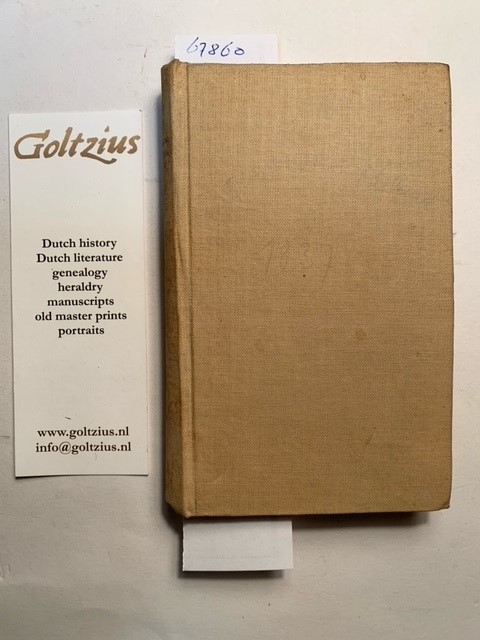 67860
Goltzius
Dutch history
Dutch literature
genealogy
heraldry
manuscripts
old master prints
portraits
www.goltzius.nl
info@goltzius.nl